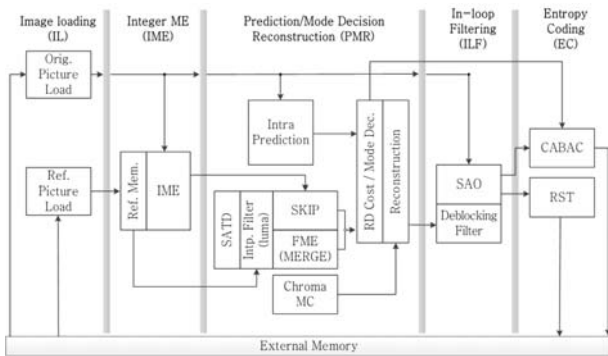 Image loading
(IL)
Integer ME
(IME)
Prediction/Mode Decision
Reconstruction (PMR)
In-loop
Filtering
(ILF)
Entropy
Coding
(EC)
Orig.
Picture
Load
Ref.
Picture
Load
Ref. Mem.
IME
Intra
Prediction
SATD
Intp. Filter
(luma)
SKIP
FME
(MERGE)
Chroma
MC
RD Cost / Mode Dec.
Reconstruction
SAO
Deblocking
Filter
CABAC
RST
External Memory